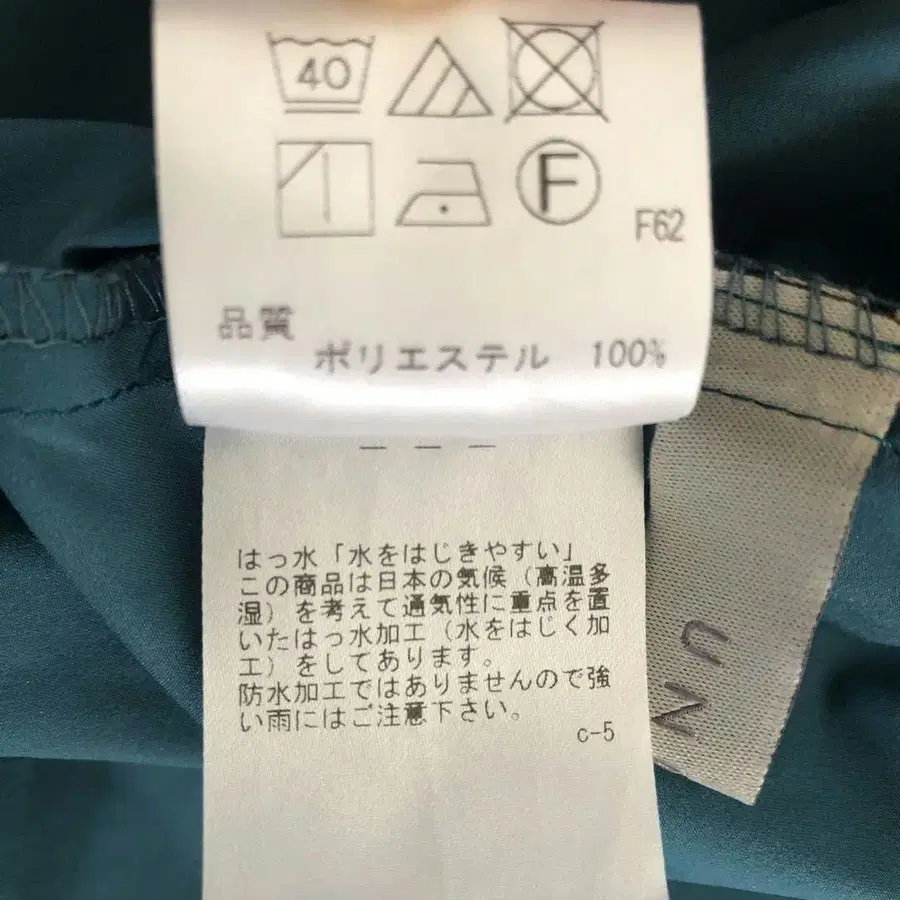 40
F
F62
品質
ポリエステル 100%
はっ水「水をはじきやすい」
この商品は日本の気候（高温多
湿）を考えて通気性に重点を置
いたはっ水加工（水をはじく加
工）をしてあります。
防水加工ではありませんので強
い雨にはご注意下さい。
c-5
UN